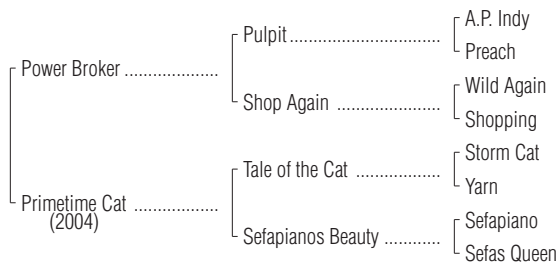 A.P. Indy
Pulpit
Preach
Power Broker
Wild Again
Shop Again
Shopping
Storm Cat
Tale of the Cat
Yarn
Primetime Cat
(2004)
Sefapiano
Sefapianos Beauty
Sefas Queen